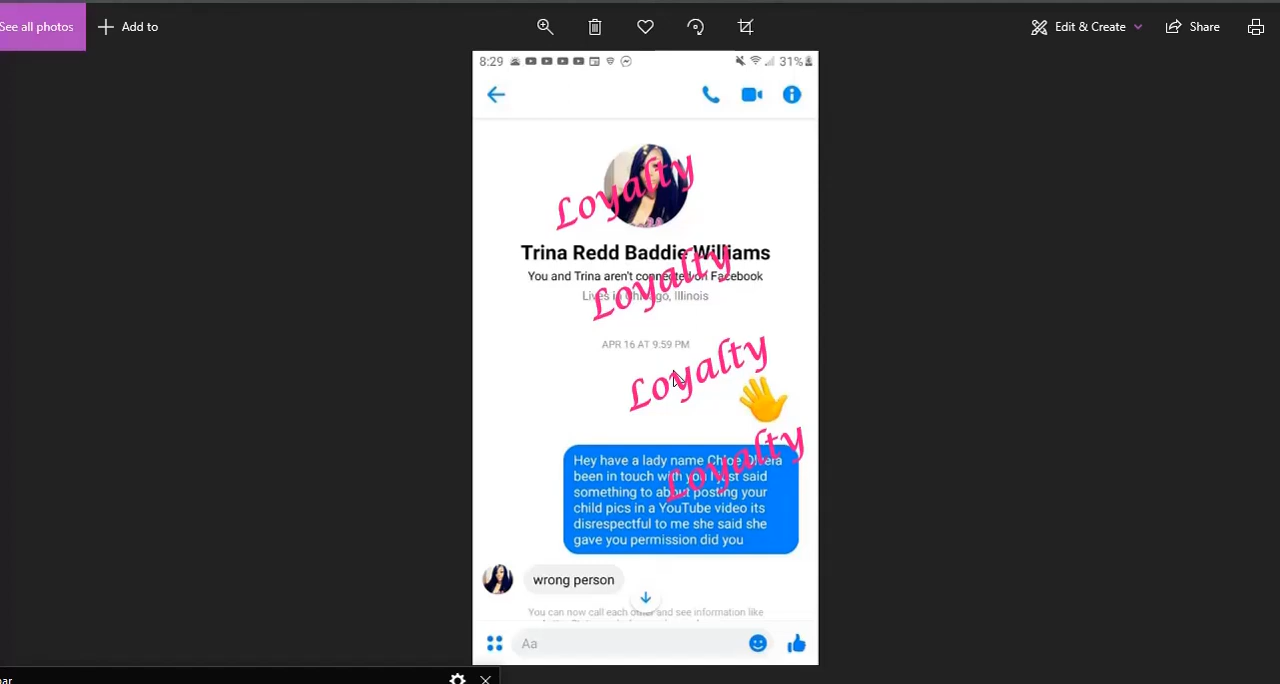 See all photos
Add to
Edit & Create
Share
8:29
31%
Loyalty
Trina Redd Baddie Williams
Loyalty
You and Trina aren't connected on Facebook
Lives in Chicago, Illinois
APR 16 AT 9:59 PM
Loyalty
Loyalty
Hey have a lady name Chloe
been in touch with you I just said
something to about posting your
child pics in a YouTube video its
disrespectful to me she said she
gave you permission did you
wrong person
You can now call each other and see information like
Aa